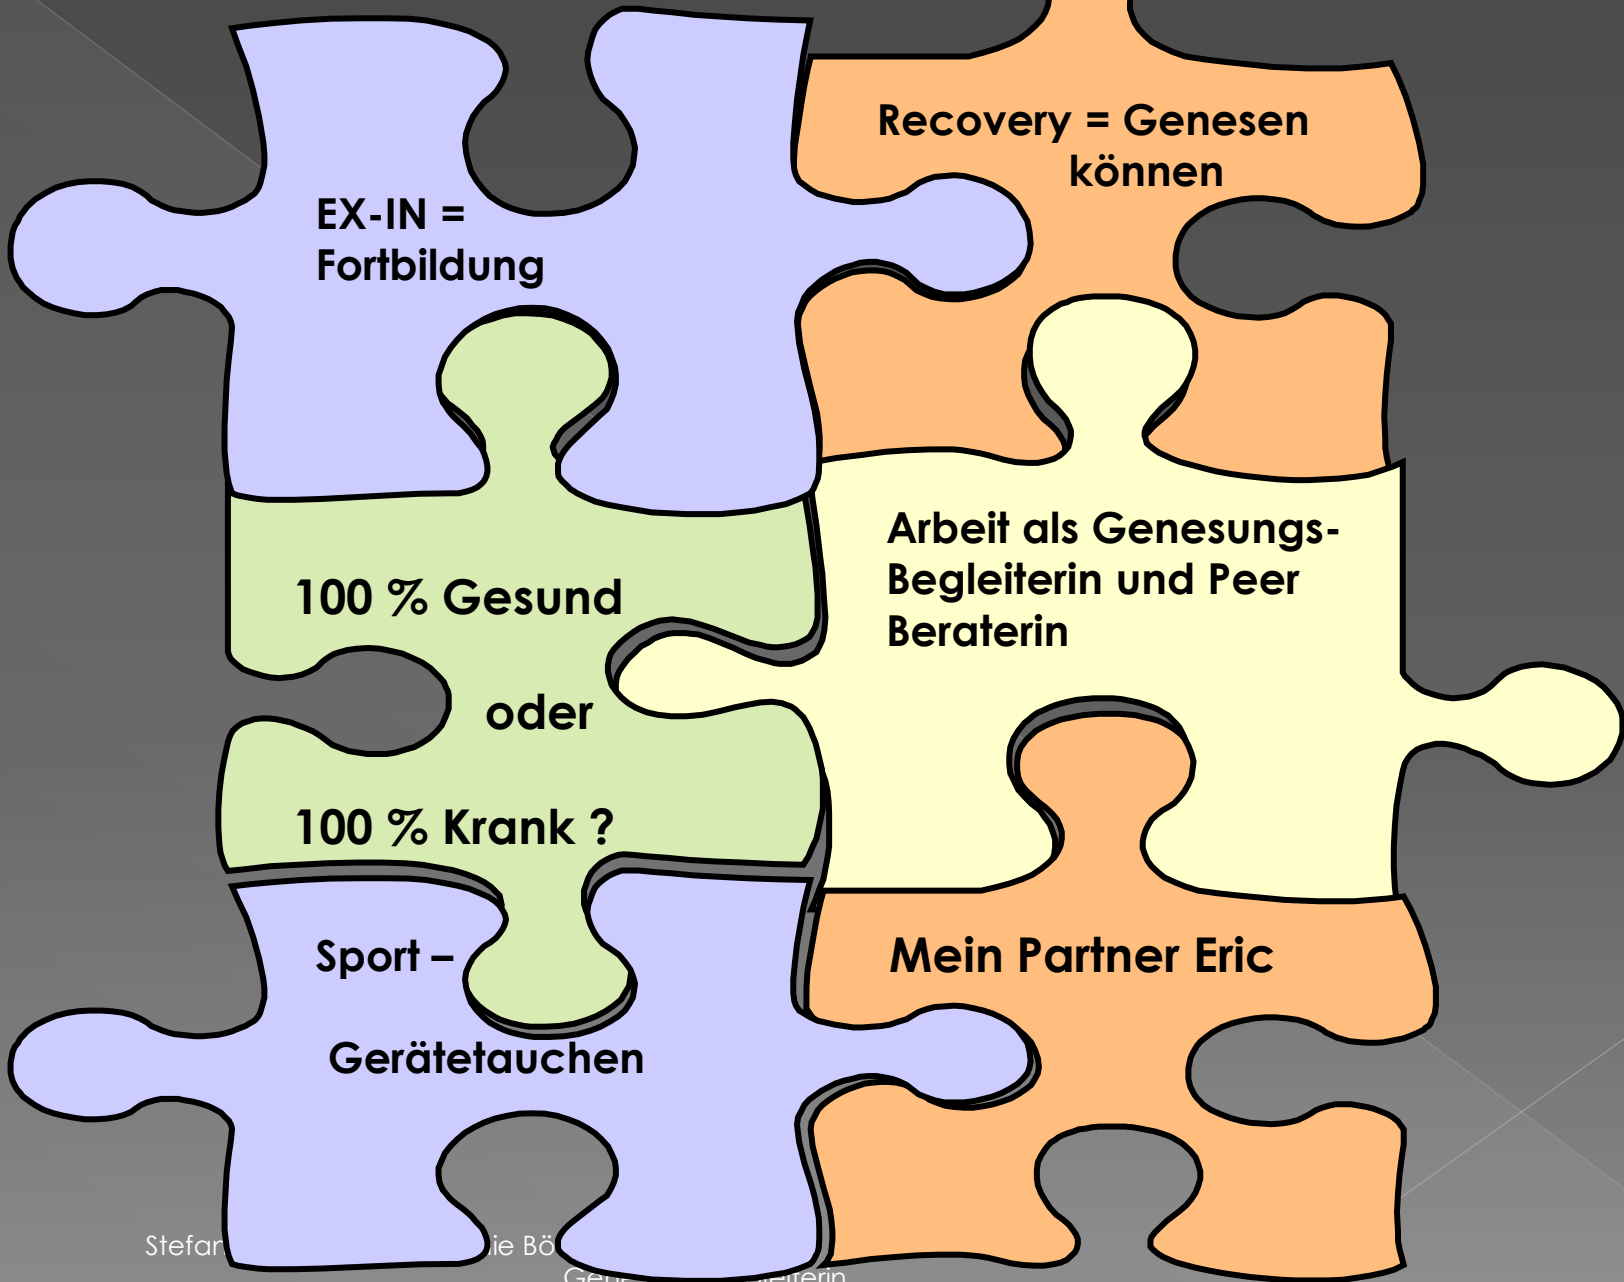 EX-IN =
Fortbildung
Recovery = Genesen
können
100 % Gesund
oder
100 % Krank ?
Arbeit als Genesungs-
Begleiterin und Peer
Beraterin
Sport –
Gerätetauchen
Mein Partner Eric